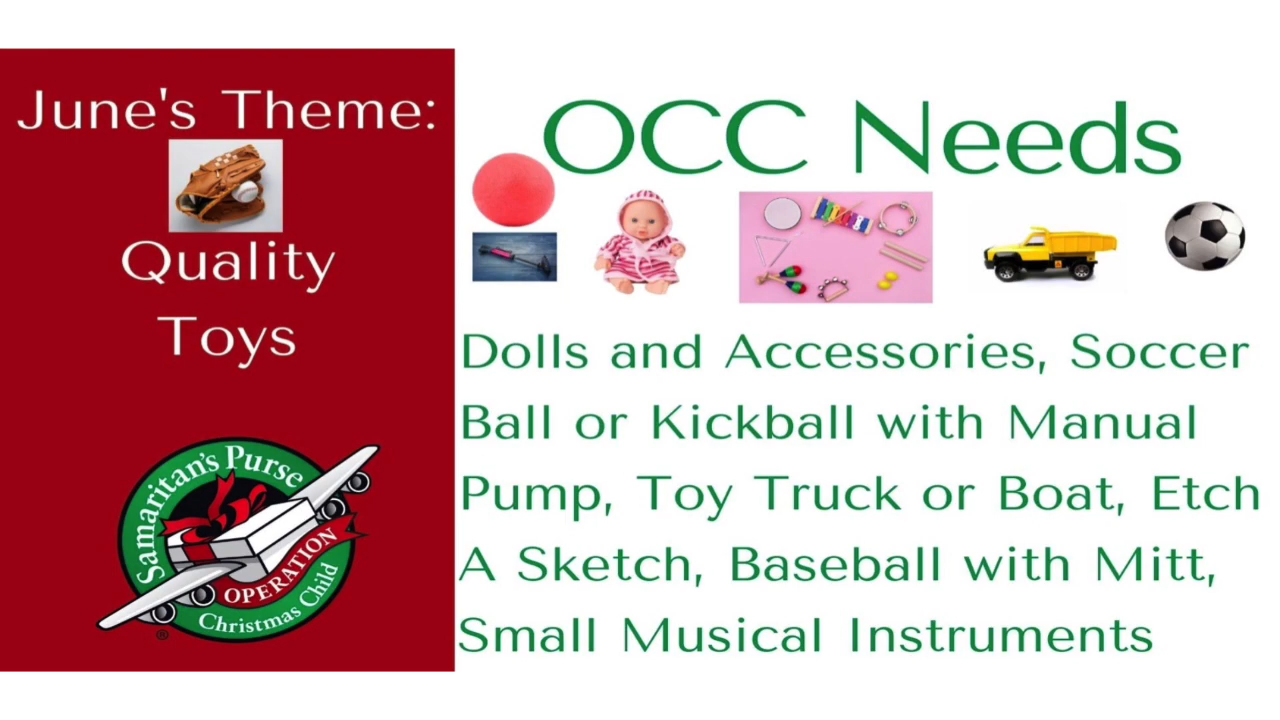 June's Theme:
Quality
Toys
Samaritan's Purse
OPERATION
Christmas Child
®
OCC Needs
Dolls and Accessories, Soccer
Ball or Kickball with Manual
Pump, Toy Truck or Boat, Etch
A Sketch, Baseball with Mitt,
Small Musical Instruments